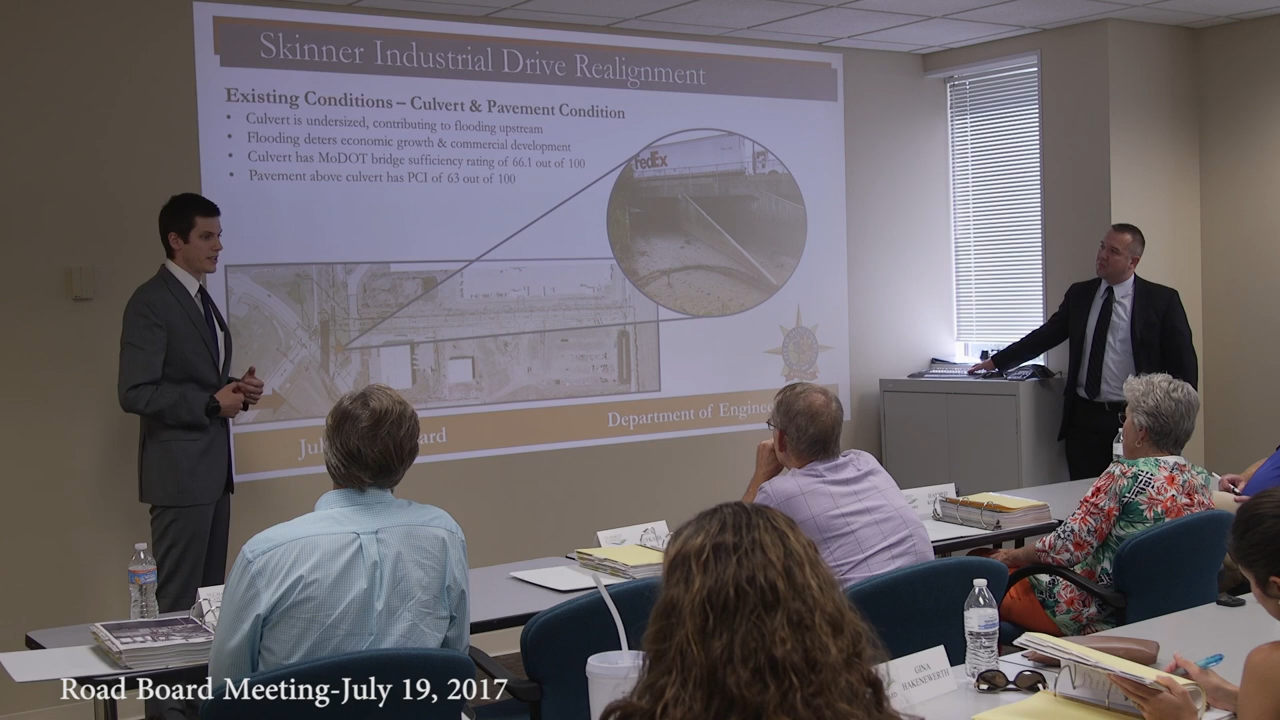 Skinner Industrial Drive Realignment
Existing Conditions – Culvert & Pavement Condition
• Culvert is undersized, contributing to flooding upstream
• Flooding deters economic growth & commercial development
• Culvert has MoDOT bridge sufficiency rating of 66.1 out of 100
• Pavement above culvert has PCI of 63 out of 100
FedEx
Department of
GINA
HAKENEWERTH
Road Board Meeting-July 19, 2017